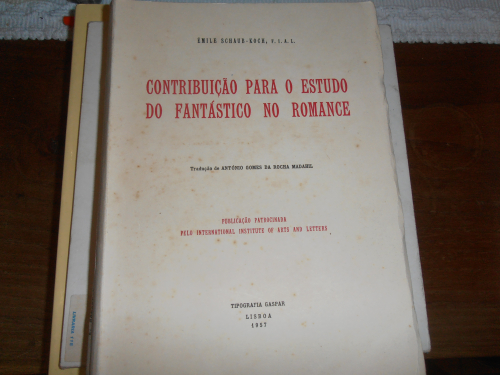 ÉMILE SCHAUB-KOCH, F. I. A. L.
CONTRIBUIÇÃO PARA O ESTUDO
DO FANTÁSTICO NO ROMANCE
Tradução de ANTÓNIO GOMES DA ROCHA MADAHIL
PUBLICAÇÃO PATROCINADA
PELO INTERNATIONAL INSTITUTE OF ARTS AND LETTERS
TIPOGRAFIA GASPAR
LISBOA
1957